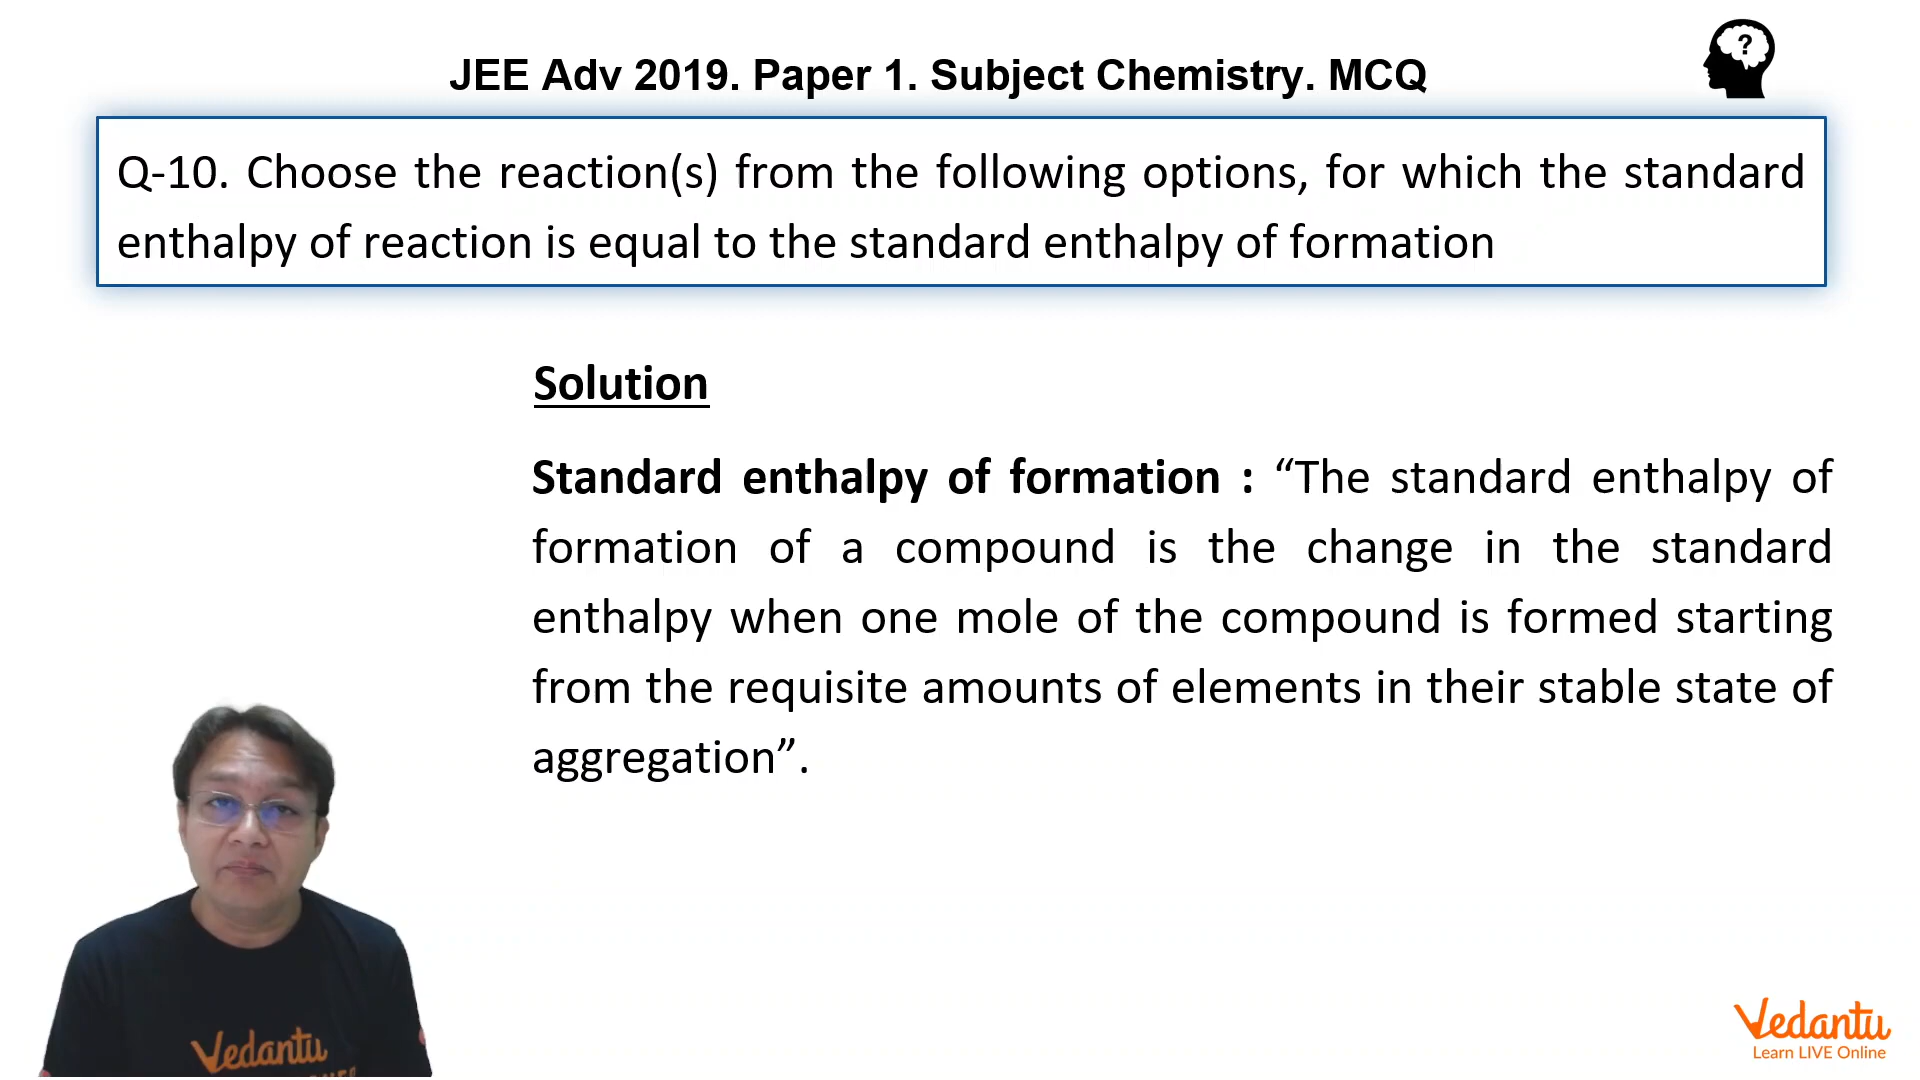 ?
JEE Adv 2019. Paper 1. Subject Chemistry. MCQ
Q-10. Choose the reaction(s) from the following options, for which the standard
enthalpy of reaction is equal to the standard enthalpy of formation
Solution
Standard enthalpy of formation : “The standard enthalpy of
formation of a compound is the change in the standard
enthalpy when one mole of the compound is formed starting
from the requisite amounts of elements in their stable state of
aggregation”.
Vedantu
Vedantu
Learn LIVE Online